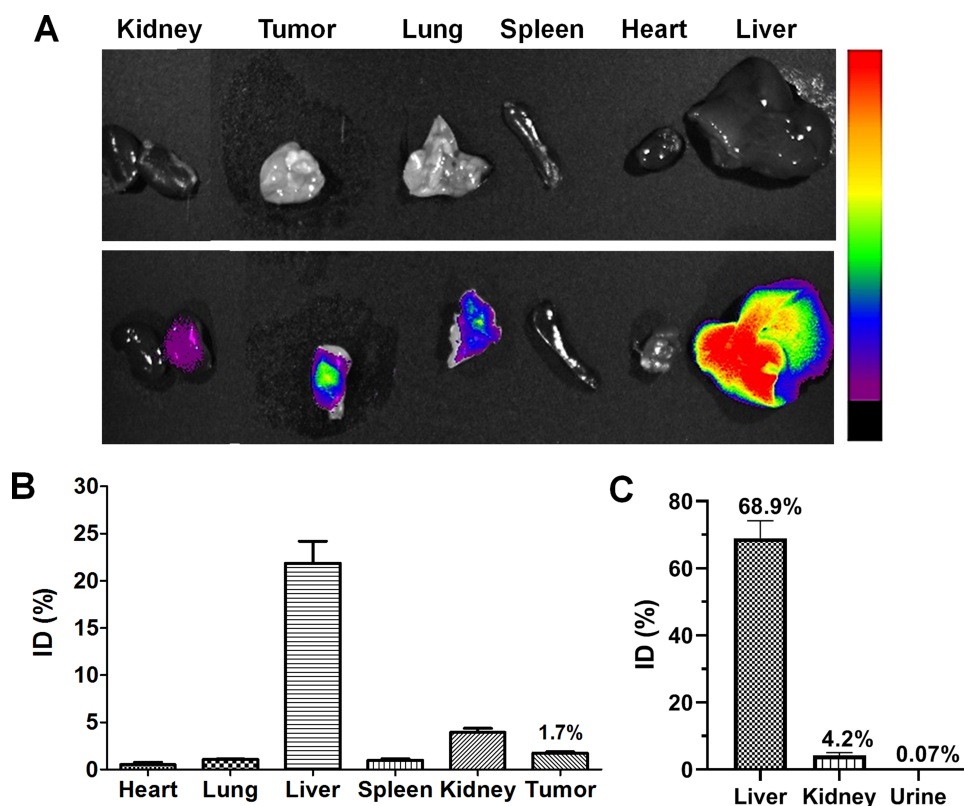 A
Kidney Tumor Lung Spleen Heart Liver
B
ID (%)
30
25
20
15
10
5
0
1.7%
Heart Lung Liver Spleen Kidney Tumor
C
ID (%)
80
60
40
20
0
68.9%
4.2%
0.07%
Liver Kidney Urine